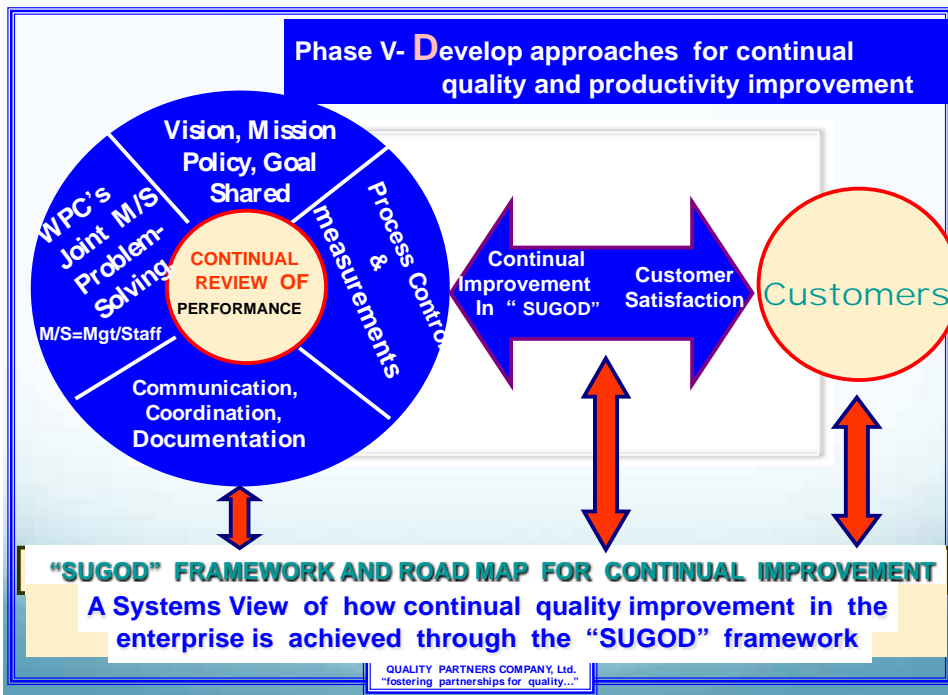 Phase V- Develop approaches for continual
quality and productivity improvement
Vision, Mission
Policy, Goal
Shared
WPC's
Joint M/S
Problem-
Solving,
M/S=Mgt/Staff
CONTINUAL
REVIEW OF
PERFORMANCE
Process Control
&
measurements
Communication,
Coordination,
Documentation
Continual
Improvement
In “ SUGOD”
Customer
Satisfaction
Customers
“SUGOD” FRAMEWORK AND ROAD MAP FOR CONTINUAL IMPROVEMENT
A Systems View of how continual quality improvement in the
enterprise is achieved through the “SUGOD” framework
QUALITY PARTNERS COMPANY, Ltd.
“fostering partnerships for quality…”